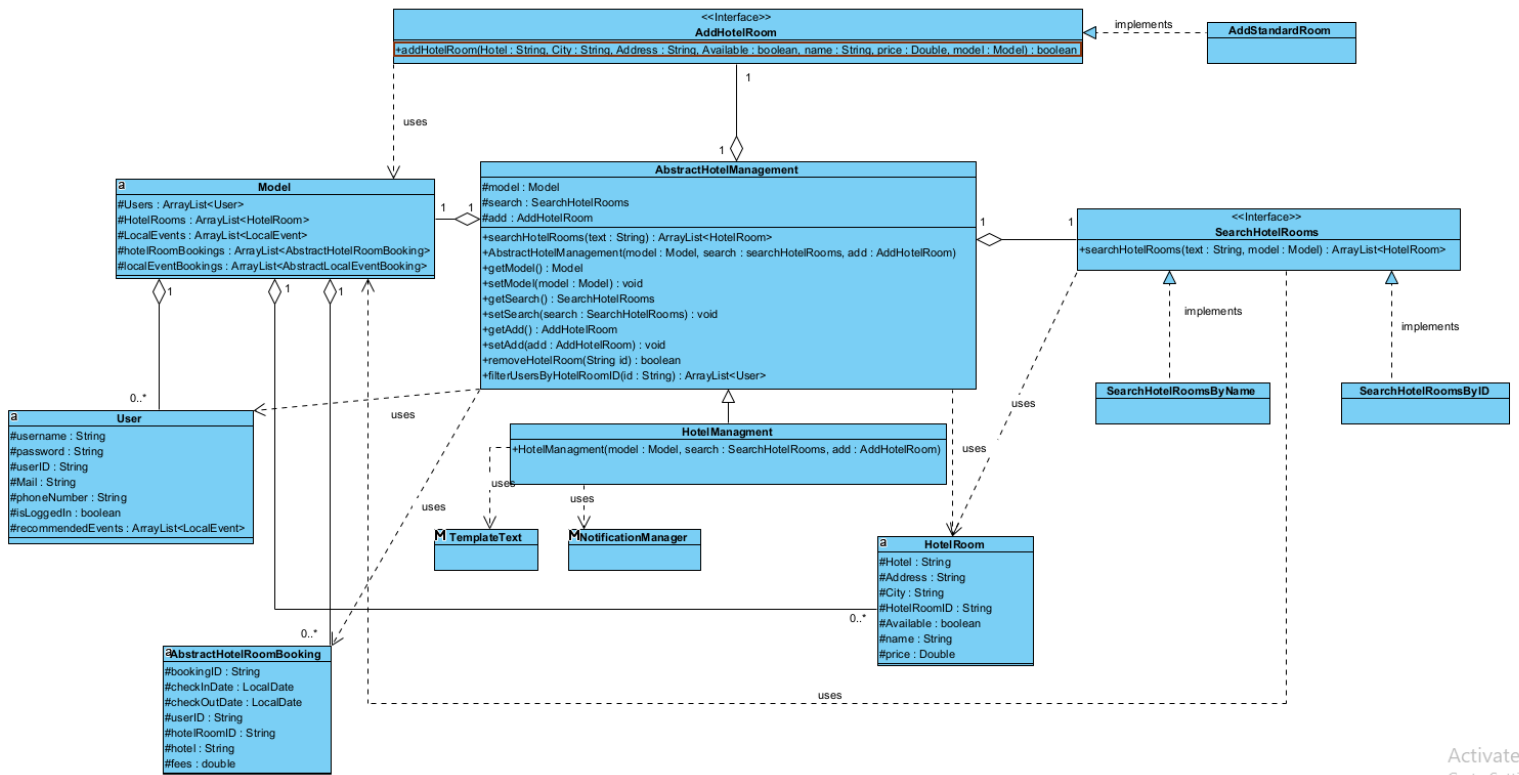 <<Interface>>
AddHotelRoom
+addHotelRoom(Hotel : String, City : String, Address : String, Available : boolean, name : String, price : Double, model : Model) : boolean
implements
AddStandardRoom
1
uses
1
AbstractHotelManagement
#model : Model
#search : SearchHotelRooms
#add : AddHotelRoom
+searchHotelRooms(text : String) : ArrayList<HotelRoom>
+AbstractHotelManagement(model : Model, search : searchHotelRooms, add : AddHotelRoom)
+getModel() : Model
+setModel(model : Model) : void
+getSearch() : SearchHotelRooms
+setSearch(search : SearchHotelRooms) : void
+getAdd() : AddHotelRoom
+setAdd(add : AddHotelRoom) : void
+removeHotelRoom(String id) : boolean
+filterUsersByHotelRoomID(id : String) : ArrayList<User>
a
Model
#Users : ArrayList<User>
#HotelRooms : ArrayList<HotelRoom>
#LocalEvents : ArrayList<LocalEvent>
#hotelRoomBookings : ArrayList<AbstractHotelRoomBooking>
#localEventBookings : ArrayList<AbstractLocalEventBooking>
1
1
1
1
<<Interface>>
SearchHotelRooms
+searchHotelRooms(text : String, model : Model) : ArrayList<HotelRoom>
1
1
1
implements
implements
SearchHotelRoomsByName
SearchHotelRoomsByID
0..*
uses
uses
uses
uses
a
User
#username : String
#password : String
#userID : String
#Mail : String
#phoneNumber : String
#isLoggedIn : boolean
#recommendedEvents : ArrayList<LocalEvent>
HotelManagment
+HotelManagment(model : Model, search : SearchHotelRooms, add : AddHotelRoom)
uses
uses
M
TemplateText
M
NotificationManager
a
HotelRoom
#Hotel : String
#Address : String
#City : String
#HotelRoomID : String
#Available : boolean
#name : String
#price : Double
0..*
0..*
a
AbstractHotelRoomBooking
#bookingID : String
#checkInDate : LocalDate
#checkOutDate : LocalDate
#userID : String
#hotelRoomID : String
#hotel : String
#fees : double
uses
Activate